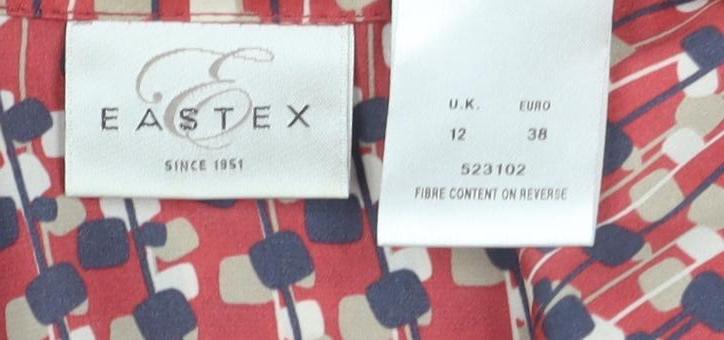 E
EASTEX
SINCE 1951
U.K. EURO
12 38
523102
FIBRE CONTENT ON REVERSE